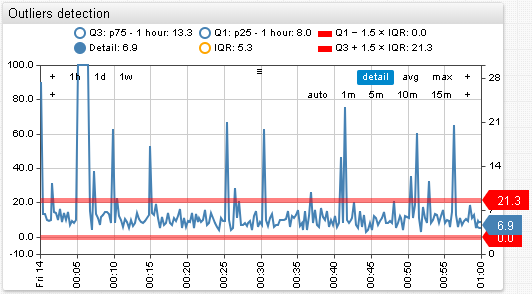 Outliers detection
Q3: p75 - 1 hour: 13.3 Q1: p25 - 1 hour: 8.0 Q1 − 1.5 × IQR: 0.0
Detail: 6.9 IQR: 5.3 Q3 + 1.5 × IQR: 21.3
100.0 + 1h 1d 1w ≡ detail avg max + 28
+ auto 1m 5m 10m 15m +
80.0
21
60.0
14
40.0
20.0 21.3
7
6.9
0.0 0.0
-10.0 0
Fri 14 00:05 00:10 00:15 00:20 00:25 00:30 00:35 00:40 00:45 00:50 00:55 01:00